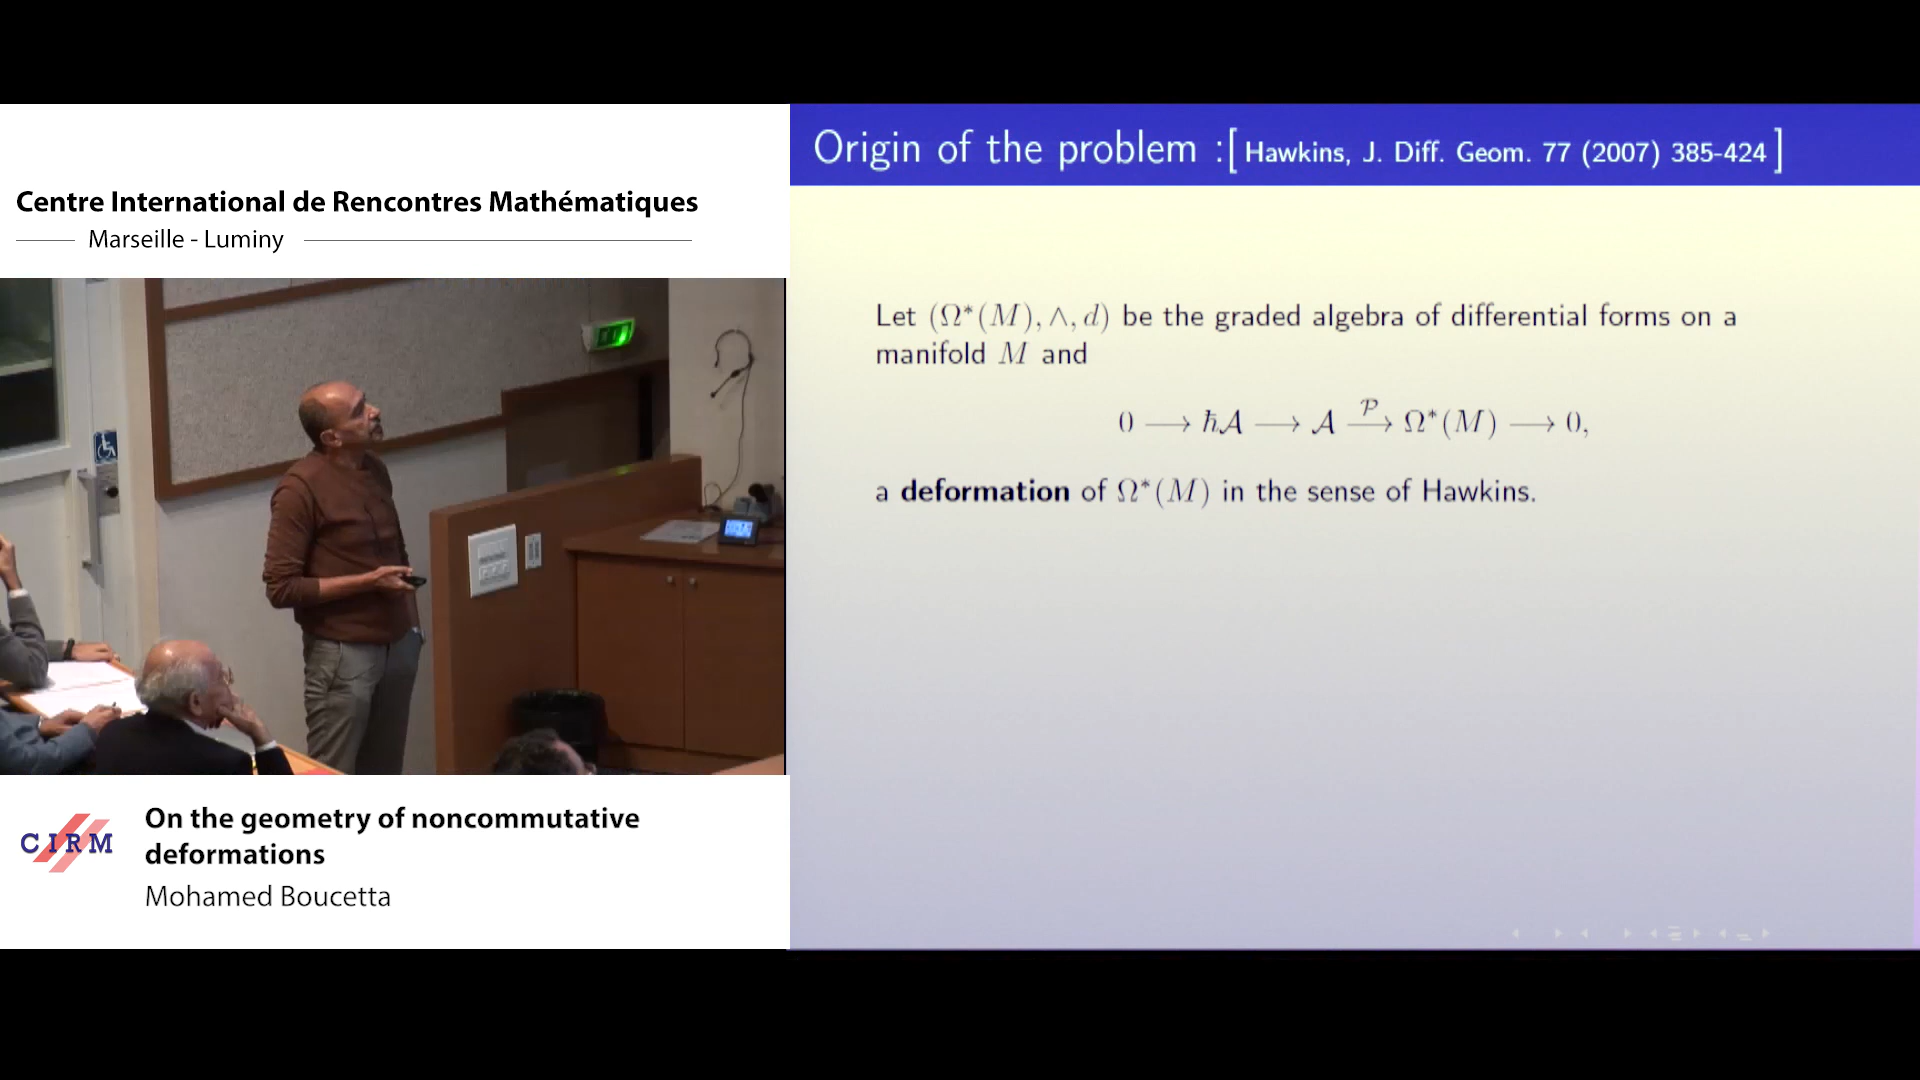 Centre International de Rencontres Mathématiques
Marseille - Luminy
CIRM
On the geometry of noncommutative
deformations
Mohamed Boucetta
Origin of the problem :[ Hawkins, J. Diff. Geom. 77 (2007) 385-424 ]
Let (Ω*(M), ∧, d) be the graded algebra of differential forms on a
manifold M and
0 ⟶ ℏ𝒜 ⟶ 𝒜 ⟶^𝒫 Ω*(M) ⟶ 0,
a deformation of Ω*(M) in the sense of Hawkins.